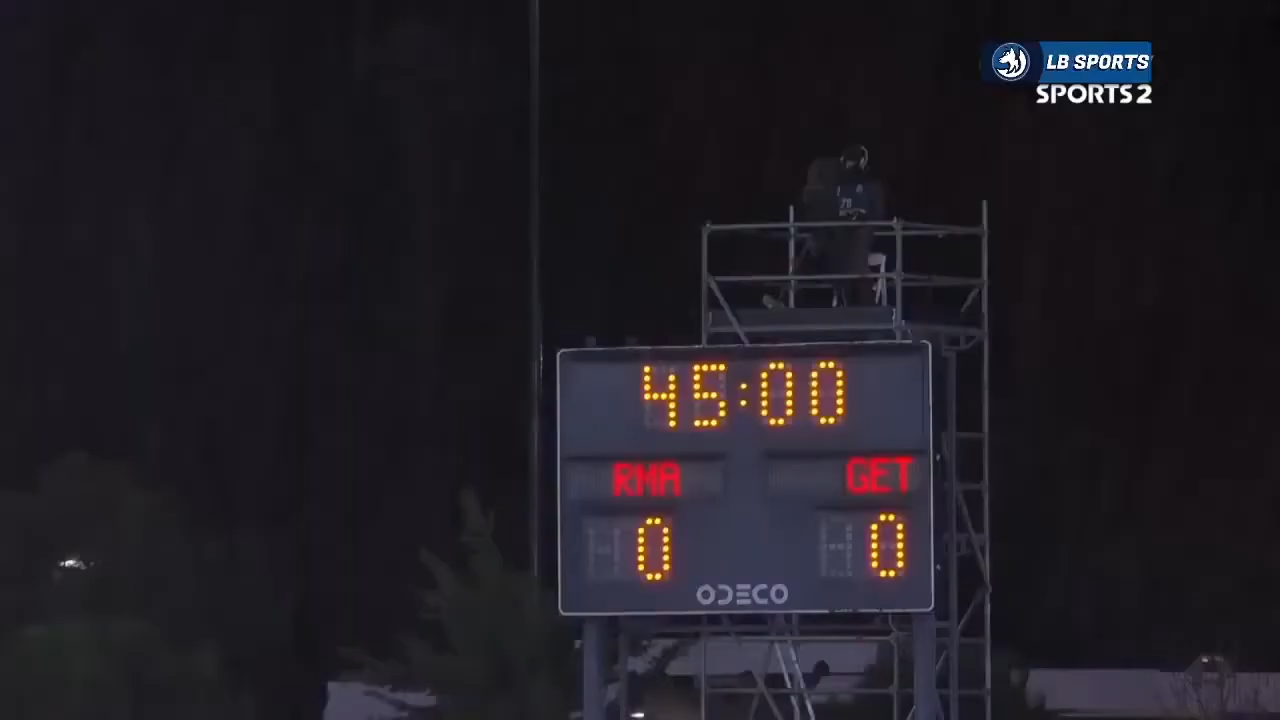 LB SPORTS
SPORTS 2
45:00
RMA GET
0 0
ODECO